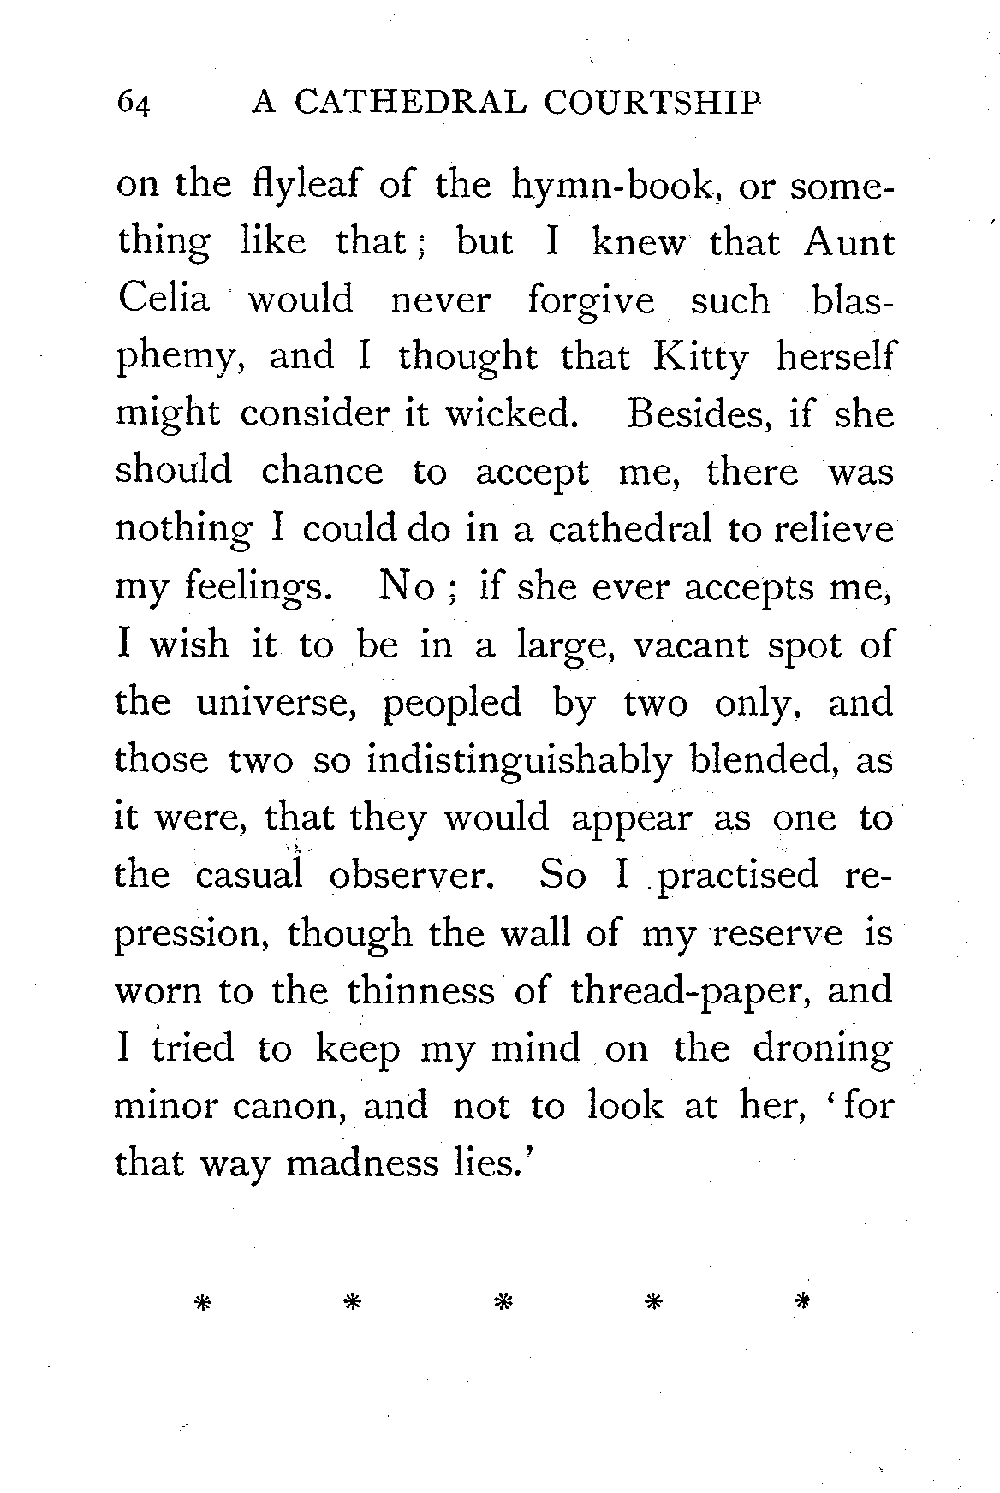 64 A CATHEDRAL COURTSHIP
on the flyleaf of the hymn-book, or some-
thing like that ; but I knew that Aunt
Celia would never forgive such blas-
phemy, and I thought that Kitty herself
might consider it wicked. Besides, if she
should chance to accept me, there was
nothing I could do in a cathedral to relieve
my feelings. No ; if she ever accepts me,
I wish it to be in a large, vacant spot of
the universe, peopled by two only, and
those two so indistinguishably blended, as
it were, that they would appear as one to
the casual observer. So I practised re-
pression, though the wall of my reserve is
worn to the thinness of thread-paper, and
I tried to keep my mind on the droning
minor canon, and not to look at her, ‘ for
that way madness lies.’
* * * * *